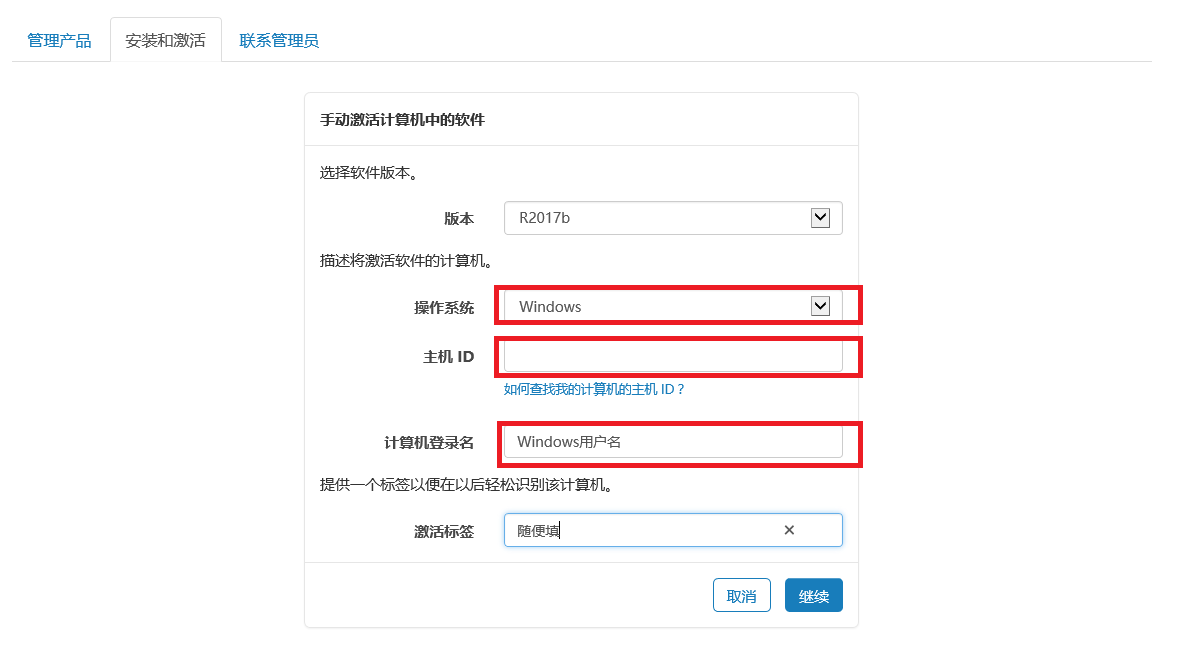 管理产品 安装和激活 联系管理员
手动激活计算机中的软件
选择软件版本。
版本 R2017b
描述将激活软件的计算机。
操作系统 Windows
主机 ID
如何查找我的计算机的主机 ID？
计算机登录名 Windows用户名
提供一个标签以便在以后轻松识别该计算机。
激活标签 随便填
取消 继续